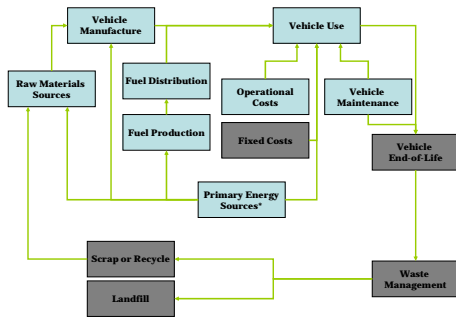 Vehicle
Manufacture
Vehicle Use
Raw Materials
Sources
Fuel Distribution
Operational
Costs
Vehicle
Maintenance
Fuel Production
Fixed Costs
Vehicle
End-of-Life
Primary Energy
Sources*
Scrap or Recycle
Waste
Management
Landfill